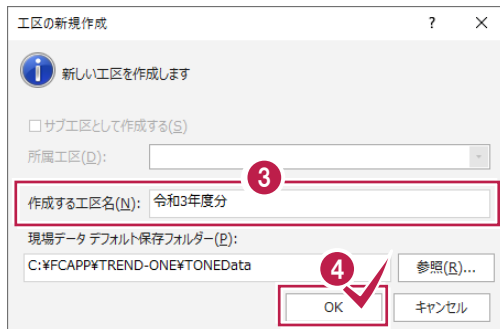 工区の新規作成 ? ×
新しい工区を作成します
サブ工区として作成する(S)
所属工区(D):
3
作成する工区名(N): 令和3年度分
現場データ デフォルト保存フォルダー(P):
C:¥FCAPP¥TREND-ONE¥TONEData 参照(R)...
4
OK キャンセル